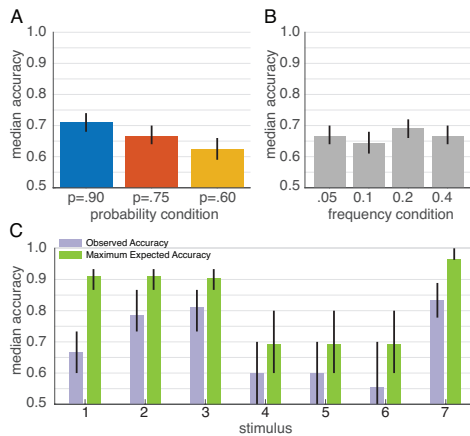 A
1.0
0.9
0.8
0.7
0.6
0.5
median accuracy
p=.90 p=.75 p=.60
probability condition
B
1.0
0.9
0.8
0.7
0.6
0.5
median accuracy
.05 0.1 0.2 0.4
frequency condition
C
1.0
0.9
0.8
0.7
0.6
0.5
median accuracy
Observed Accuracy
Maximum Expected Accuracy
1 2 3 4 5 6 7
stimulus